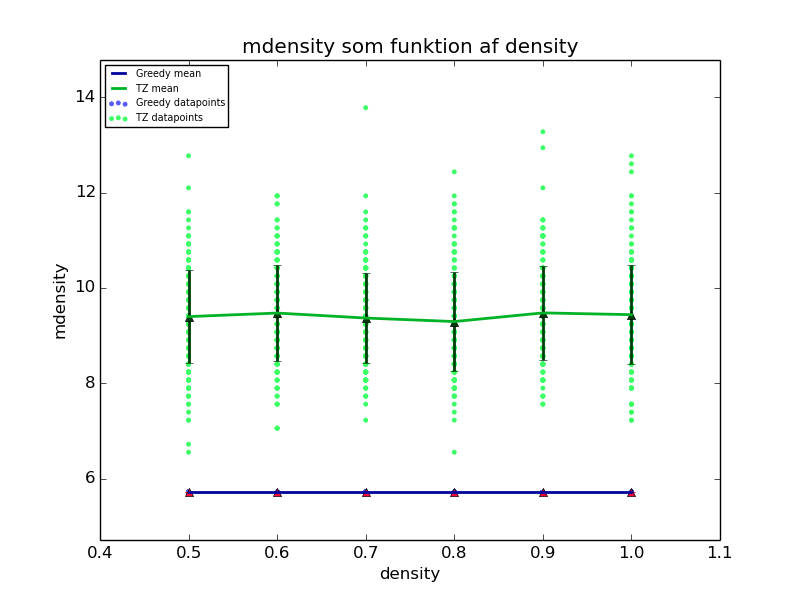 mdensity som funktion af density
Greedy mean
TZ mean
Greedy datapoints
TZ datapoints
14
12
10
8
6
mdensity
0.4 0.5 0.6 0.7 0.8 0.9 1.0 1.1
density